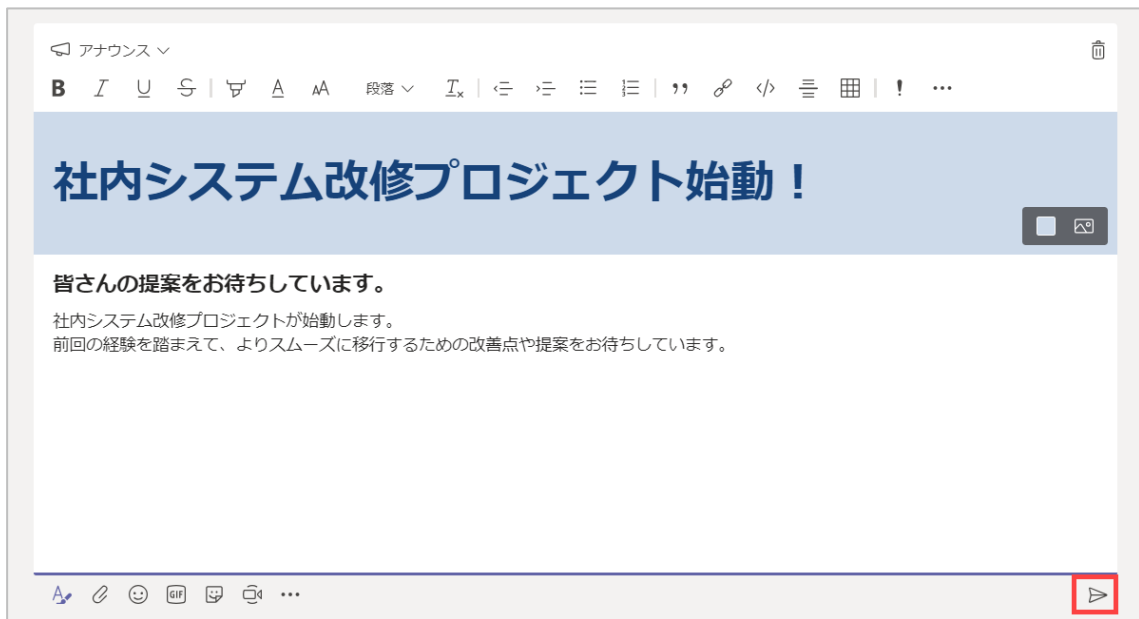 アナウンス
B I U S A AA 段落 Tx
社内システム改修プロジェクト始動！
皆さんの提案をお待ちしています。
社内システム改修プロジェクトが始動します。
前回の経験を踏まえて、よりスムーズに移行するための改善点や提案をお待ちしています。
GIF